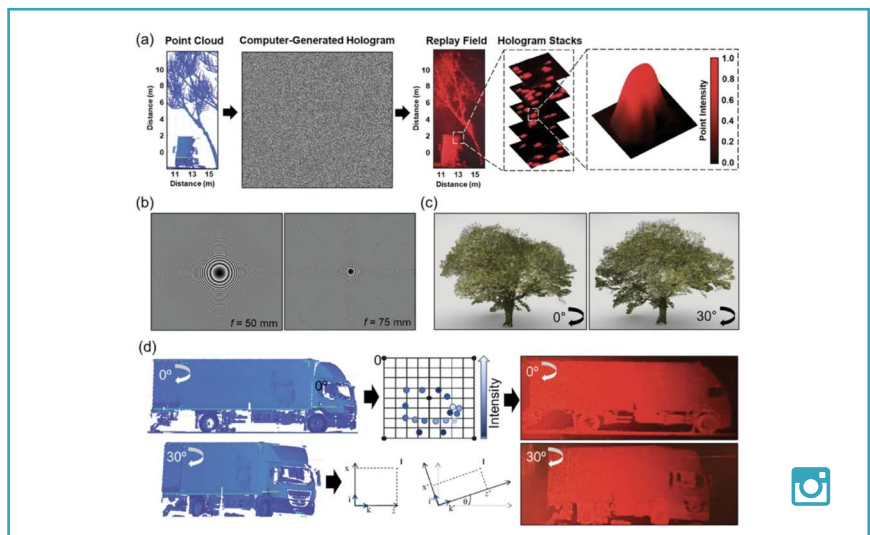 (a)
Point Cloud
Computer-Generated Hologram
Replay Field
Hologram Stacks
Distance (m)
10
8
6
4
2
0
11 13 15
Distance (m)
Distance (m)
10
8
6
4
2
0
11 13 15
Distance (m)
Point Intensity
1.0
0.8
0.6
0.4
0.2
0.0
(b)
f = 50 mm
f = 75 mm
(c)
0°
30°
(d)
0°
0°
0
Intensity
0°
30°
x
I
i
k
z
x'
I
i'
k'
θ
z'
30°